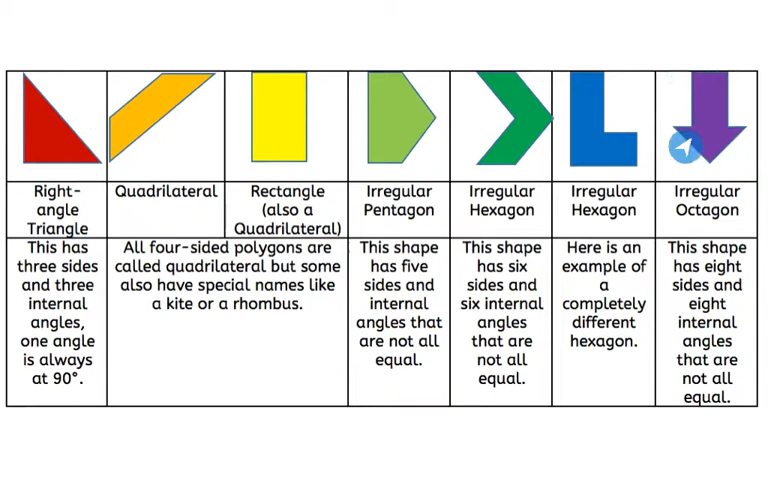 Right-
angle
Triangle
Quadrilateral
Rectangle
(also a
Quadrilateral)
Irregular
Pentagon
Irregular
Hexagon
Irregular
Hexagon
Irregular
Octagon
This has
three sides
and three
internal
angles,
one angle
is always
at 90°.
All four-sided polygons are
called quadrilateral but some
also have special names like
a kite or a rhombus.
This shape
has five
sides and
internal
angles that
are not all
equal.
This shape
has six
sides and
six internal
angles
that are
not all
equal.
Here is an
example of
a
completely
different
hexagon.
This shape
has eight
sides and
eight
internal
angles
that are
not all
equal.